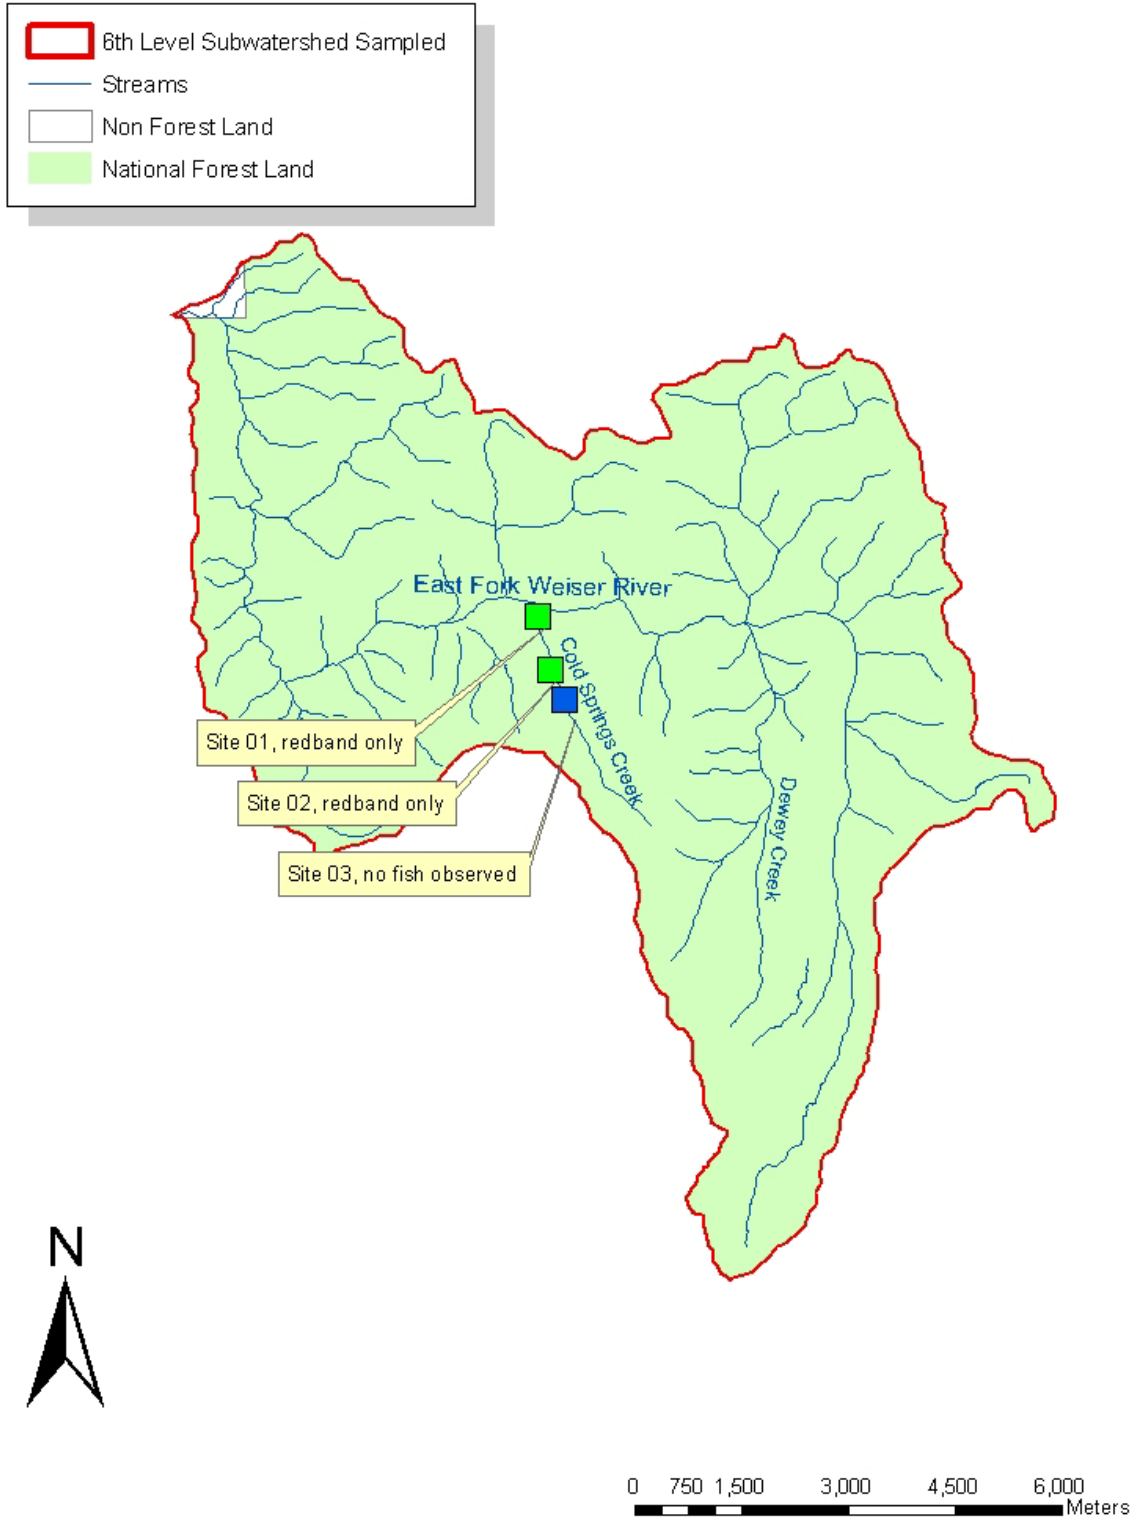 6th Level Subwatershed Sampled
Streams
Non Forest Land
National Forest Land
East Fork Weiser River
Cold Springs Creek
Site 01, redband only
Site 02, redband only
Dewey Creek
Site 03, no fish observed
N
0 750 1,500 3,000 4,500 6,000
Meters